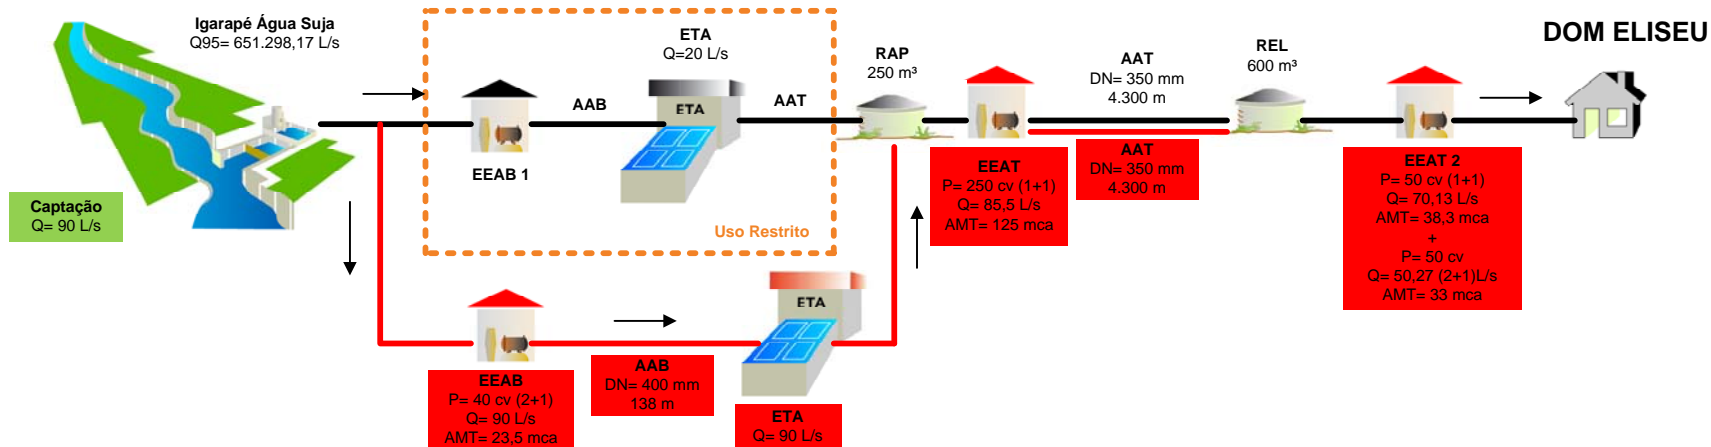 Igarapé Água Suja
Q95= 651.298,17 L/s
Captação
Q= 90 L/s
EEAB 1
AAB
ETA
Q=20 L/s
ETA
AAT
Uso Restrito
RAP
250 m³
EEAT
P= 250 cv (1+1)
Q= 85,5 L/s
AMT= 125 mca
AAT
DN= 350 mm
4.300 m
AAT
DN= 350 mm
4.300 m
REL
600 m³
DOM ELISEU
EEAT 2
P= 50 cv (1+1)
Q= 70,13 L/s
AMT= 38,3 mca
+
P= 50 cv
Q= 50,27 (2+1)L/s
AMT= 33 mca
EEAB
P= 40 cv (2+1)
Q= 90 L/s
AMT= 23,5 mca
AAB
DN= 400 mm
138 m
ETA
ETA
Q= 90 L/s